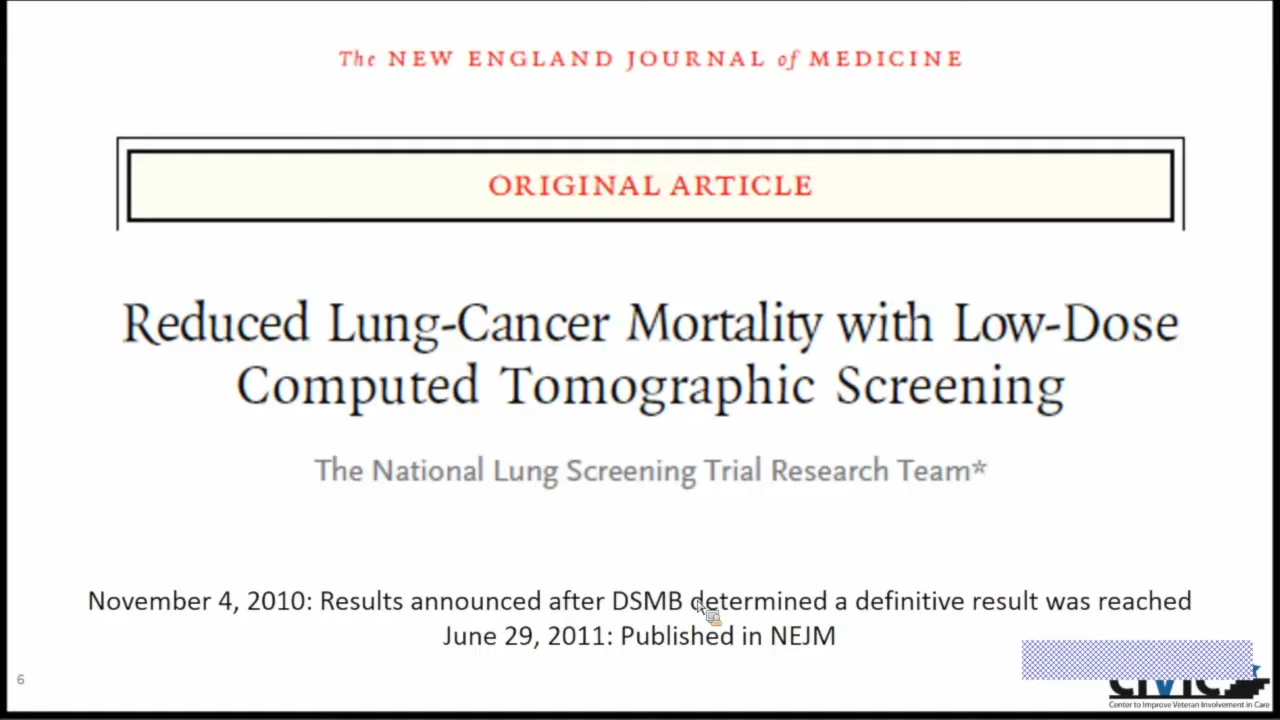 The NEW ENGLAND JOURNAL of MEDICINE
ORIGINAL ARTICLE
Reduced Lung-Cancer Mortality with Low-Dose
Computed Tomographic Screening
The National Lung Screening Trial Research Team*
November 4, 2010: Results announced after DSMB determined a definitive result was reached
June 29, 2011: Published in NEJM
6
Center to Improve Veteran Involvement in Care